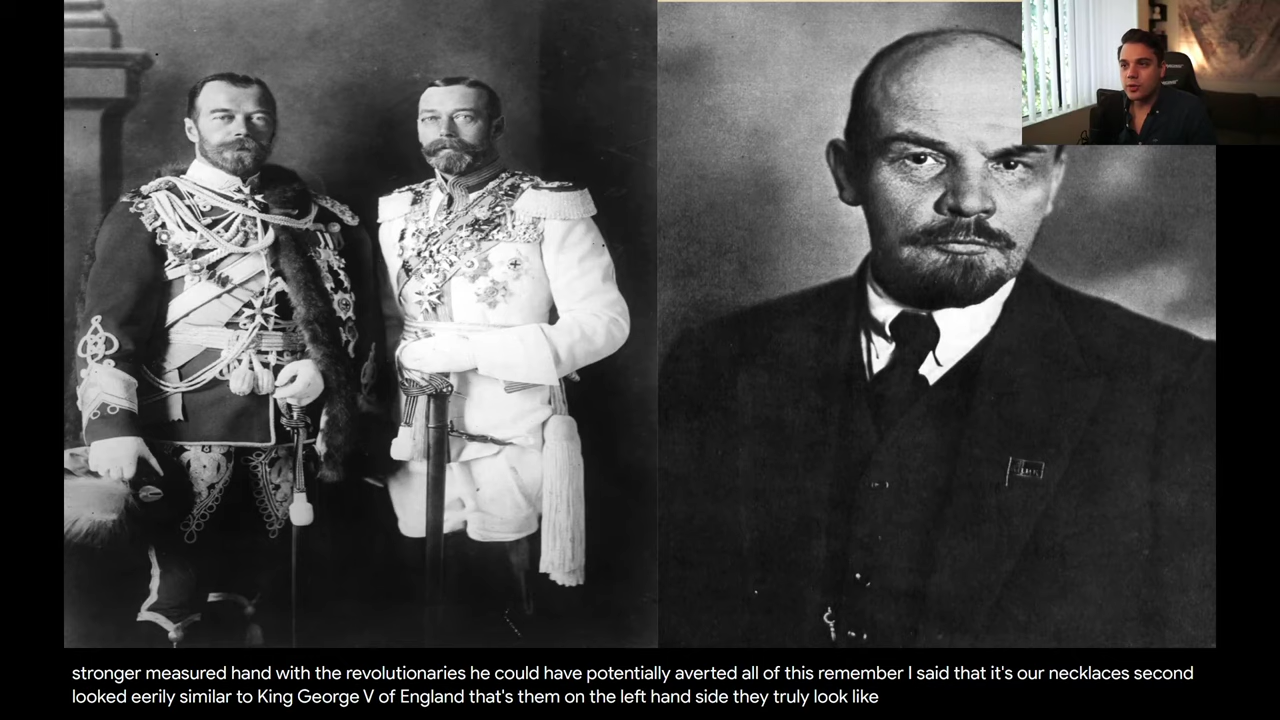 stronger measured hand with the revolutionaries he could have potentially averted all of this remember I said that it's our necklaces second
looked eerily similar to King George V of England that's them on the left hand side they truly look like